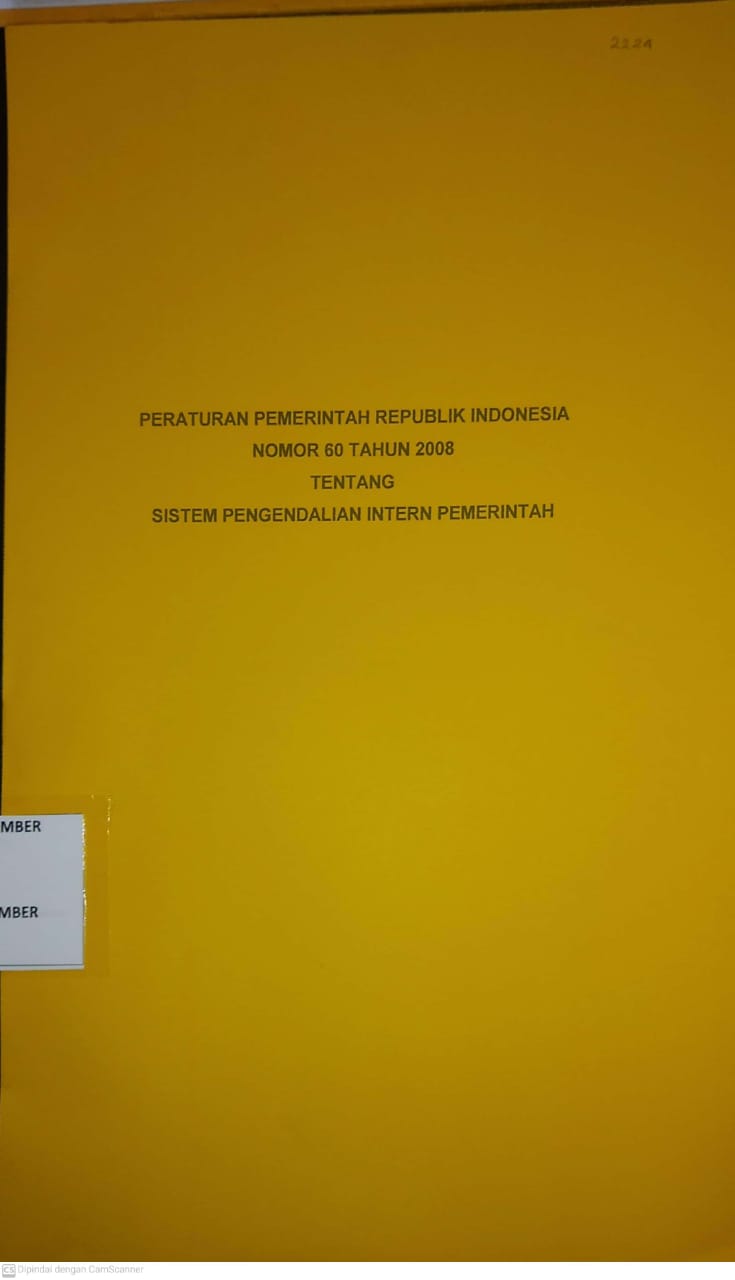 2124
PERATURAN PEMERINTAH REPUBLIK INDONESIA
NOMOR 60 TAHUN 2008
TENTANG
SISTEM PENGENDALIAN INTERN PEMERINTAH
MBER
MBER
CS Dipindai dengan CamScanner